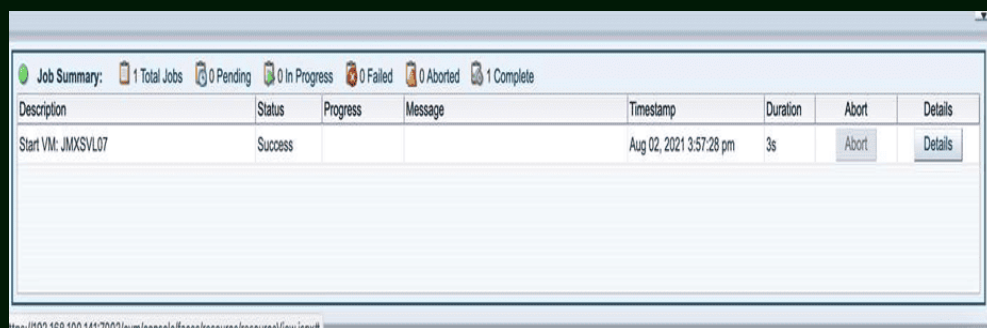 Job Summary: 1 Total Jobs 0 Pending 0 In Progress 0 Failed 0 Aborted 1 Complete
Description Status Progress Message Timestamp Duration Abort Details
Start VM: JMXSVL07 Success Aug 02, 2021 3:57:28 pm 3s Abort Details